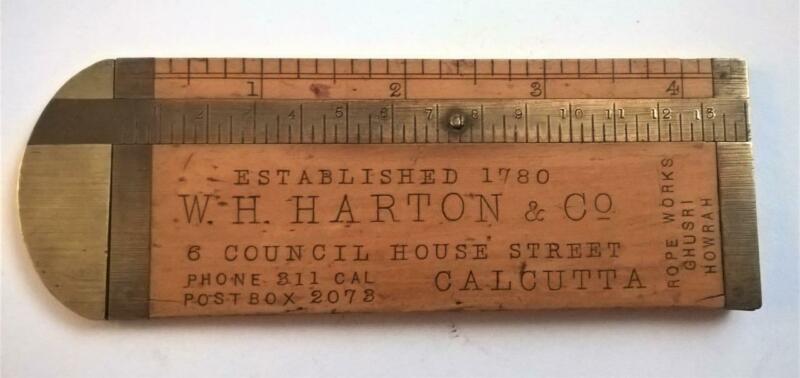 1 2 3 4
2 3 4 5 6 7 8 9 10 11 12 13
ESTABLISHED 1780
W. H. HARTON & Co
6 COUNCIL HOUSE STREET
PHONE 311 CAL
POST BOX 2073
CALCUTTA
ROPE WORKS
GHUSRI
HOWRAH